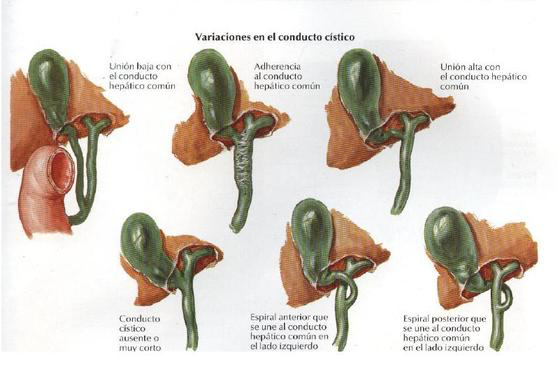 Variaciones en el conducto cístico
Unión baja con
el conducto
hepático común
Adherencia
al conducto
hepático común
Unión alta con
el conducto hepático
común
Conducto
cístico
ausente o
muy corto
Espiral anterior que
se une al conducto
hepático común en
el lado izquierdo
Espiral posterior que
se une al conducto
hepático común
en el lado izquierdo